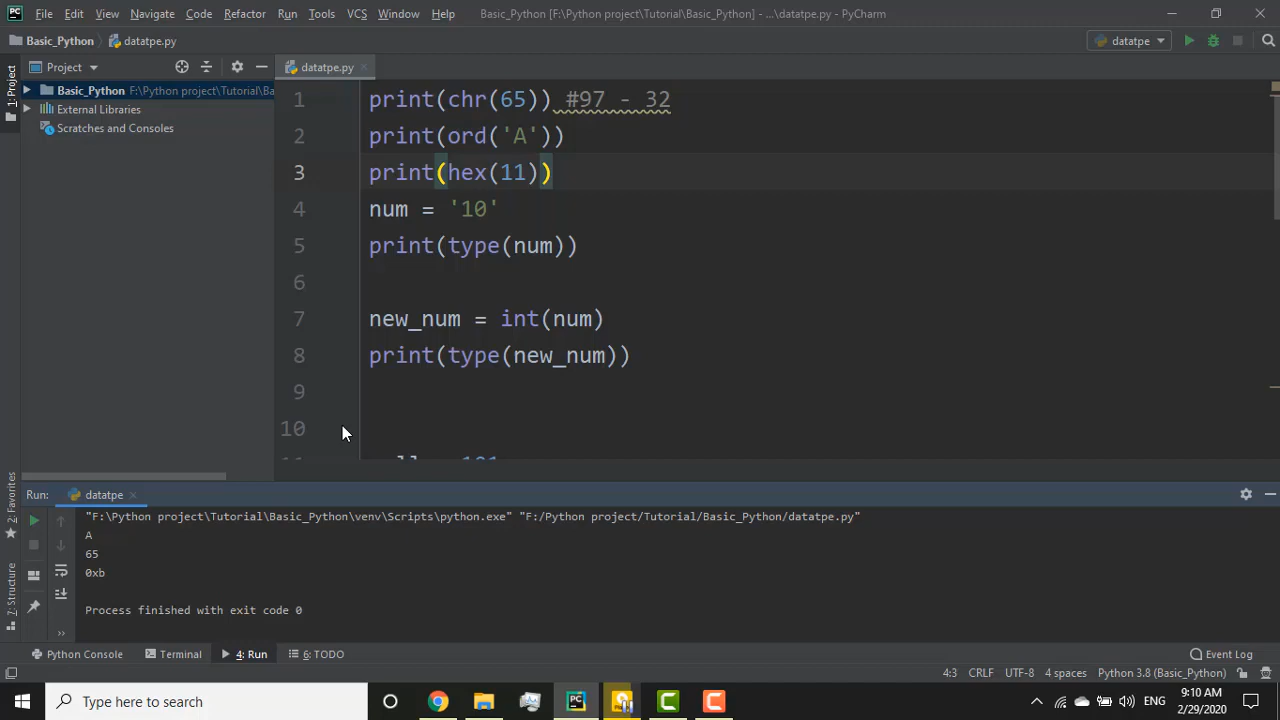 File Edit View Navigate Code Refactor Run Tools VCS Window Help Basic_Python [F:\Python project\Tutorial\Basic_Python] - ...\datatpe.py - PyCharm
Basic_Python datatpe.py datatpe
Project datatpe.py
1: Project
Basic_Python F:\Python project\Tutorial\Ba
External Libraries
Scratches and Consoles
1 print(chr(65)) #97 - 32
2 print(ord('A'))
3 print(hex(11))
4 num = '10'
5 print(type(num))
6
7 new_num = int(num)
8 print(type(new_num))
9
10
2: Favorites
7: Structure
Run: datatpe
"F:\Python project\Tutorial\Basic_Python\venv\Scripts\python.exe" "F:/Python project/Tutorial/Basic_Python/datatpe.py"
A
65
0xb
Process finished with exit code 0
Python Console Terminal 4: Run 6: TODO Event Log
4:3 CRLF UTF-8 4 spaces Python 3.8 (Basic_Python)
Type here to search
ENG
9:10 AM
2/29/2020